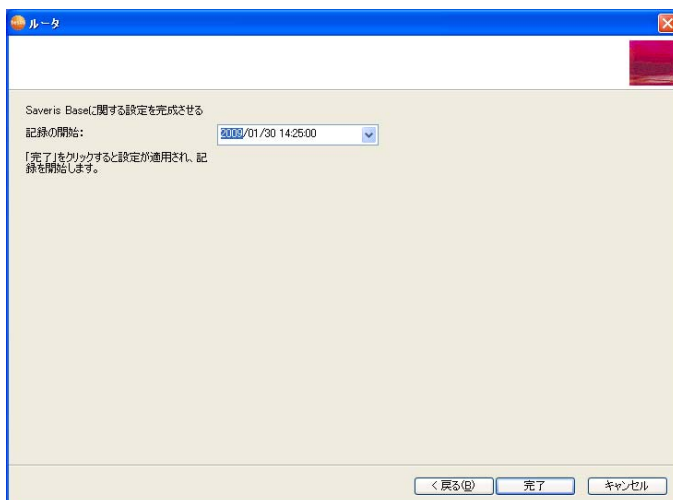 ルータ
Saveris Baseに関する設定を完成させる
記録の開始:
2009/01/30 14:25:00
「完了」をクリックすると設定が適用され、記
録を開始します。
< 戻る(B)
完了
キャンセル